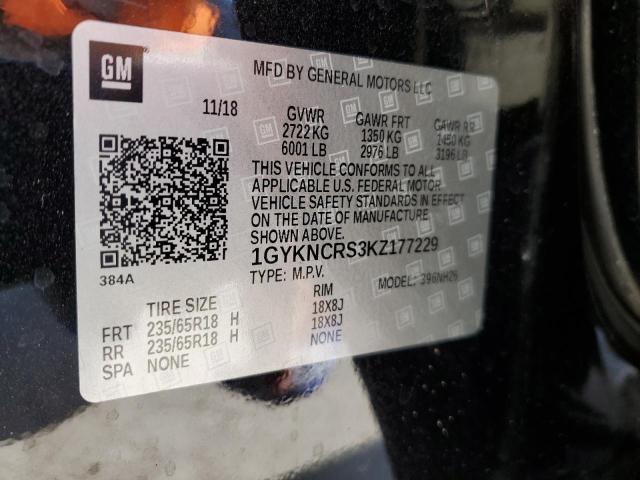 GM
MFD BY GENERAL MOTORS LLC
11/18 GVWR GAWR FRT GAWR RR
2722 KG 1350 KG 1450 KG
6001 LB 2976 LB 3196 LB
THIS VEHICLE CONFORMS TO ALL
APPLICABLE U.S. FEDERAL MOTOR
VEHICLE SAFETY STANDARDS IN EFFECT
ON THE DATE OF MANUFACTURE
SHOWN ABOVE.
1GYKNCRS3KZ177229
384A
TYPE: M.P.V. MODEL: 396NH26
TIRE SIZE RIM
FRT 235/65R18 H 18X8J
RR 235/65R18 H 18X8J
SPA NONE NONE